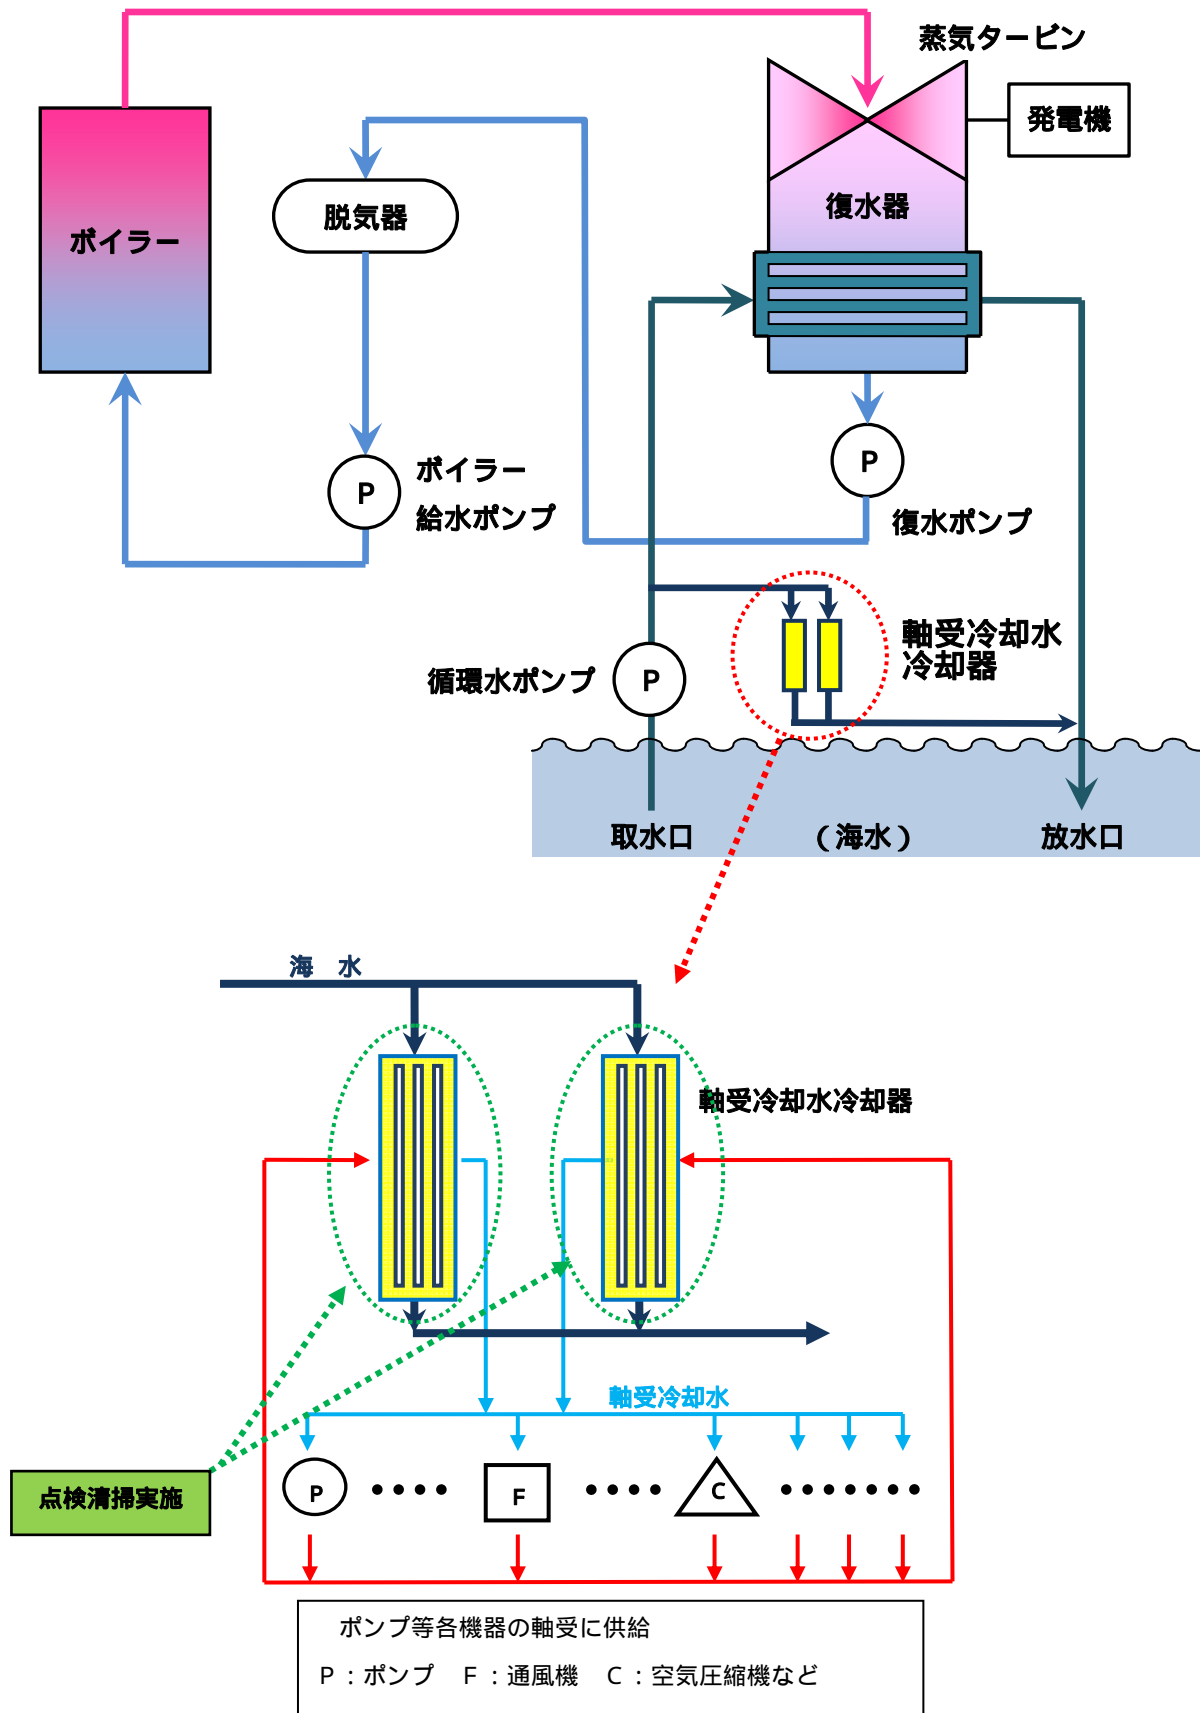 蒸気タービン
発電機
脱気器
復水器
ボイラー
P
ボイラー
給水ポンプ
P
復水ポンプ
軸受冷却水
冷却器
循環水ポンプ
P
取水口
(海水)
放水口
海 水
軸受冷却水冷却器
軸受冷却水
点検清掃実施
P
F
C
ポンプ等各機器の軸受に供給
P:ポンプ F:通風機 C:空気圧縮機など